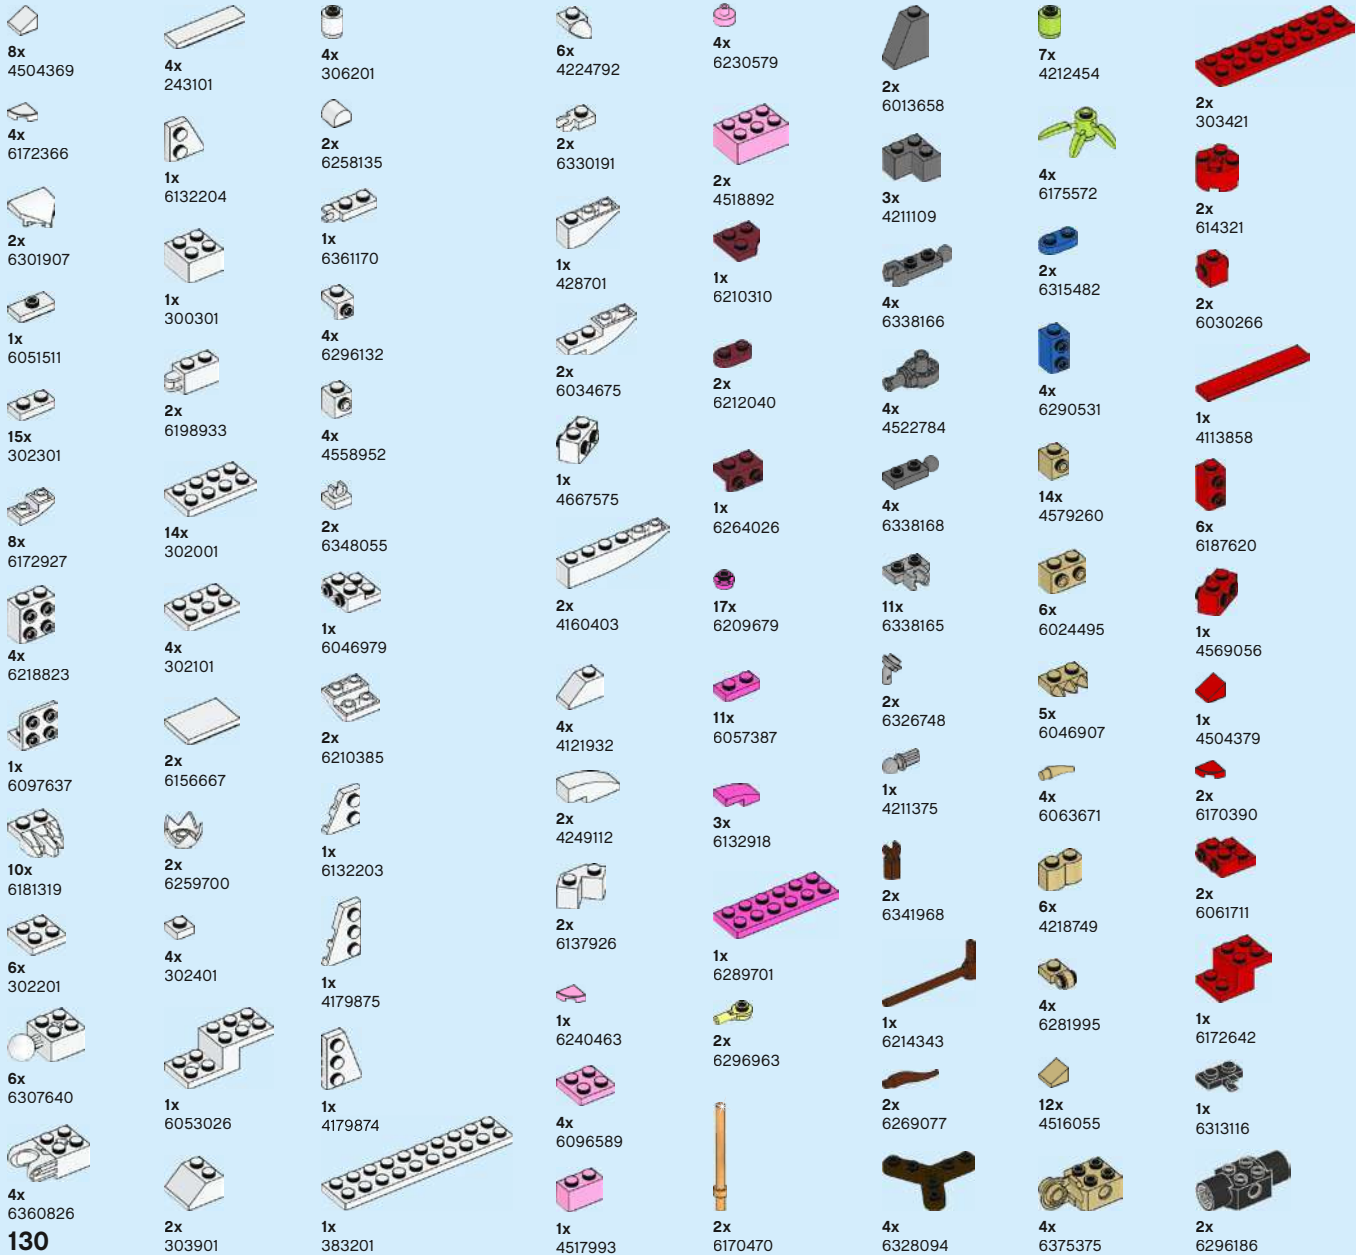 8x
4504369
4x
6172366
2x
6301907
1x
6051511
15x
302301
8x
6172927
4x
6218823
1x
6097637
10x
6181319
6x
302201
6x
6307640
4x
6360826
130
4x
243101
1x
6132204
1x
300301
2x
6198933
14x
302001
4x
302101
2x
6156667
2x
6259700
4x
302401
1x
6053026
2x
303901
4x
306201
2x
6258135
1x
6361170
4x
6296132
4x
4558952
2x
6348055
1x
6046979
2x
6210385
1x
6132203
1x
4179875
1x
4179874
1x
383201
6x
4224792
2x
6330191
1x
428701
2x
6034675
1x
4667575
2x
4160403
4x
4121932
2x
4249112
2x
6137926
1x
6240463
4x
6096589
1x
4517993
4x
6230579
2x
4518892
1x
6210310
2x
6212040
1x
6264026
17x
6209679
11x
6057387
3x
6132918
1x
6289701
2x
6296963
2x
6170470
2x
6013658
3x
4211109
4x
6338166
4x
4522784
4x
6338168
11x
6338165
2x
6326748
1x
4211375
2x
6341968
1x
6214343
2x
6269077
4x
6328094
7x
4212454
4x
6175572
2x
6315482
4x
6290531
14x
4579260
6x
6024495
5x
6046907
4x
6063671
6x
4218749
4x
6281995
12x
4516055
4x
6375375
2x
303421
2x
614321
2x
6030266
1x
4113858
6x
6187620
1x
4569056
1x
4504379
2x
6170390
2x
6061711
1x
6172642
1x
6313116
2x
6296186